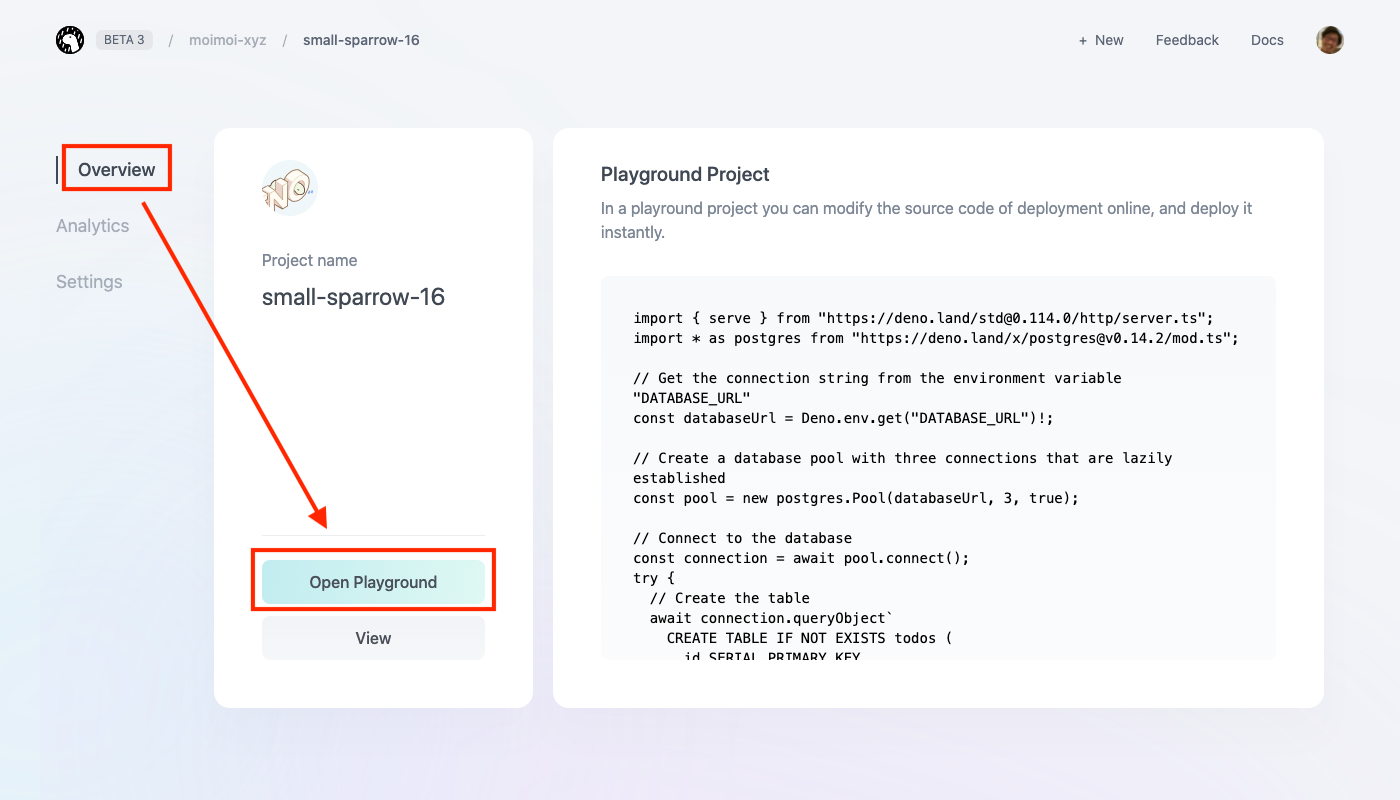 BETA 3 / moimoi-xyz / small-sparrow-16
+ New Feedback Docs
Overview
Analytics
Settings
NO
Project name
small-sparrow-16
Open Playground
View
Playground Project
In a playround project you can modify the source code of deployment online, and deploy it
instantly.
import { serve } from "https://deno.land/std@0.114.0/http/server.ts";
import * as postgres from "https://deno.land/x/postgres@v0.14.2/mod.ts";
// Get the connection string from the environment variable
"DATABASE_URL"
const databaseUrl = Deno.env.get("DATABASE_URL")!;
// Create a database pool with three connections that are lazily
established
const pool = new postgres.Pool(databaseUrl, 3, true);
// Connect to the database
const connection = await pool.connect();
try {
// Create the table
await connection.queryObject`
CREATE TABLE IF NOT EXISTS todos (
id SERIAL PRIMARY KEY